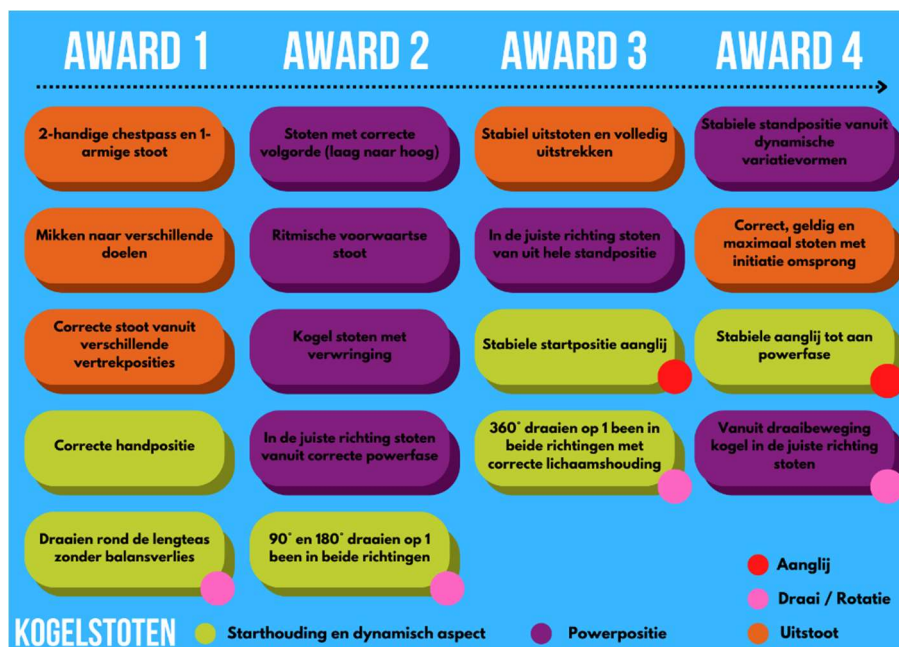 AWARD 1
AWARD 2
AWARD 3
AWARD 4
2-handige chestpass en 1-
armige stoot
Stoten met correcte
volgorde (laag naar hoog)
Stabiel uitstoten en volledig
uitstrekken
Stabiele standpositie vanuit
dynamische
variatievormen
Mikken naar verschillende
doelen
Ritmische voorwaartse
stoot
In de juiste richting stoten
van uit hele standpositie
Correct, geldig en
maximaal stoten met
initiatie omsprong
Correcte stoot vanuit
verschillende
vertrekposities
Kogel stoten met
verwringing
Stabiele startpositie aanglij
Stabiele aanglij tot aan
powerfase
Correcte handpositie
In de juiste richting stoten
vanuit correcte powerfase
360° draaien op 1 been in
beide richtingen met
correcte lichaamshouding
Vanuit draaibeweging
kogel in de juiste richting
stoten
Draaien rond de lengteas
zonder balansverlies
90° en 180° draaien op 1
been in beide richtingen
Aanglij
Draai / Rotatie
KOGELSTOTEN
Starthouding en dynamisch aspect
Powerpositie
Uitstoot